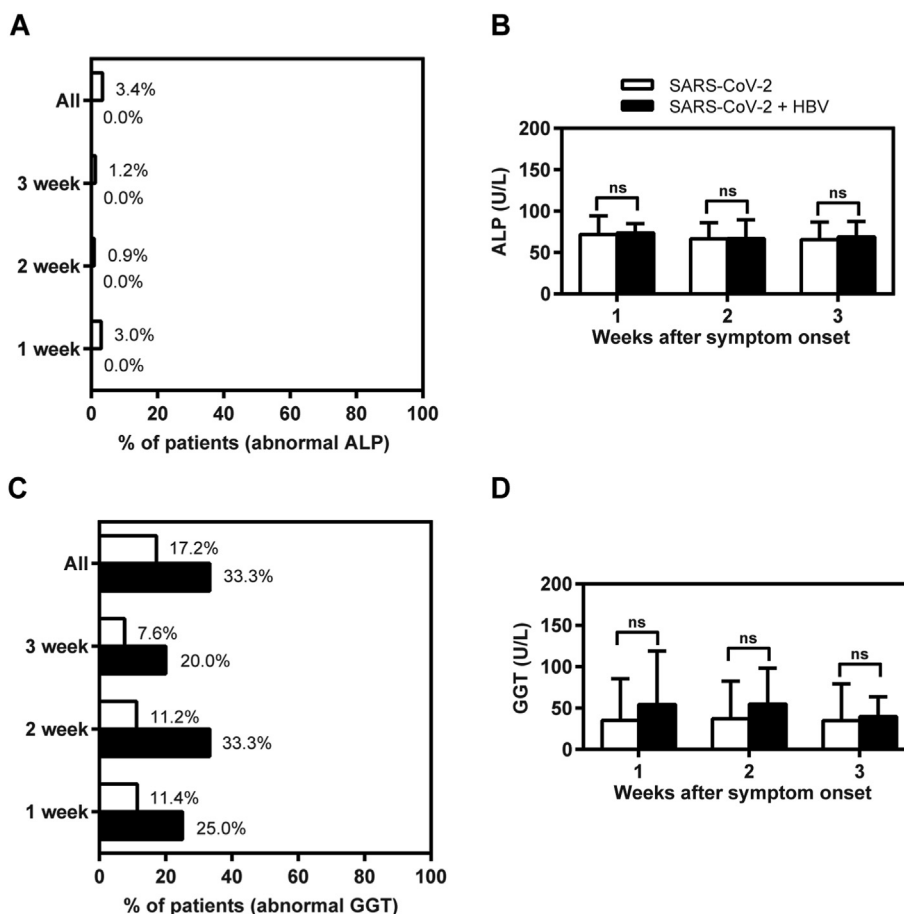 A
All
3.4%
0.0%
3 week
1.2%
0.0%
2 week
0.9%
0.0%
1 week
3.0%
0.0%
0 20 40 60 80 100
% of patients (abnormal ALP)
B
SARS-CoV-2
SARS-CoV-2 + HBV
ALP (U/L)
200
150
100
50
0
ns ns ns
1 2 3
Weeks after symptom onset
C
All
17.2%
33.3%
3 week
7.6%
20.0%
2 week
11.2%
33.3%
1 week
11.4%
25.0%
0 20 40 60 80 100
% of patients (abnormal GGT)
D
GGT (U/L)
200
150
100
50
0
ns ns ns
1 2 3
Weeks after symptom onset